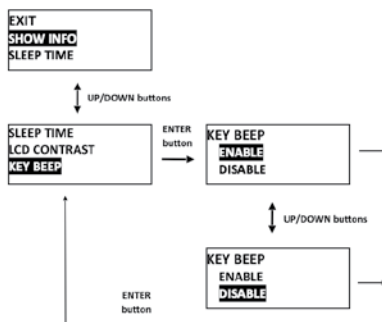 EXIT
SHOW INFO
SLEEP TIME
UP/DOWN buttons
SLEEP TIME
LCD CONTRAST
KEY BEEP
ENTER
button
KEY BEEP
ENABLE
DISABLE
UP/DOWN buttons
KEY BEEP
ENABLE
DISABLE
ENTER
button